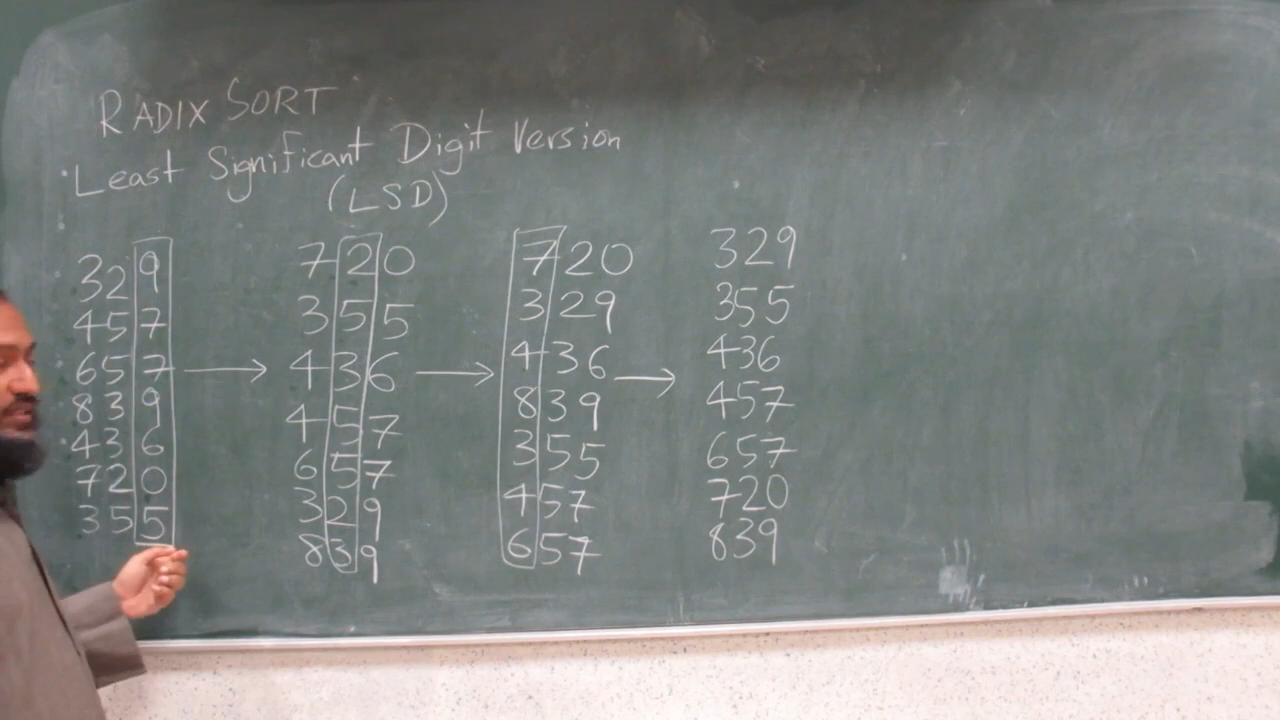 RADIX SORT
Least Significant Digit Version
(LSD)
329 720 720 329
457 355 329 355
657 → 436 → 436 → 436
839 457 839 457
436 657 355 657
720 329 457 720
355 839 657 839